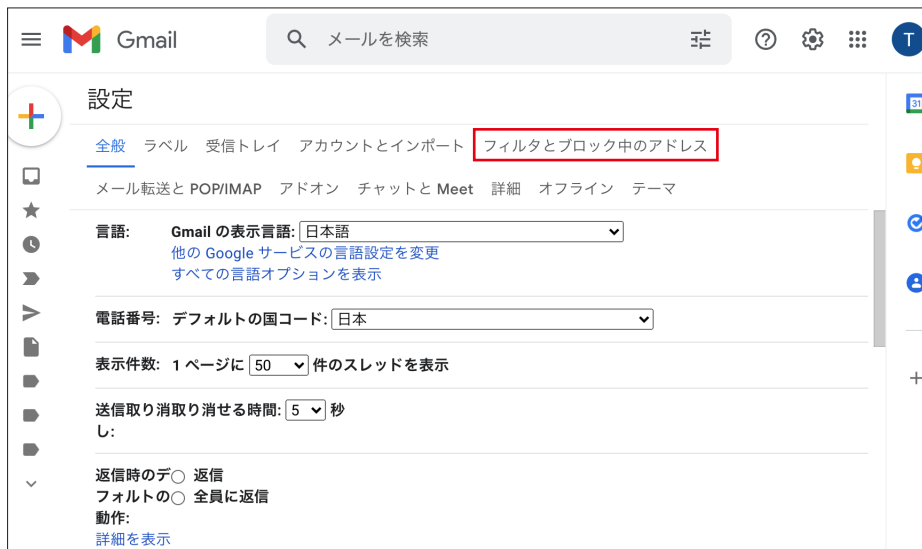 Gmail
メールを検索
T
設定
31
全般 ラベル 受信トレイ アカウントとインポート フィルタとブロック中のアドレス
メール転送と POP/IMAP アドオン チャットと Meet 詳細 オフライン テーマ
言語: Gmail の表示言語: 日本語
他の Google サービスの言語設定を変更
すべての言語オプションを表示
電話番号: デフォルトの国コード: 日本
表示件数: 1 ページに 50 件のスレッドを表示
送信取り消取り消せる時間: 5 秒
し:
返信時のデ 返信
フォルトの 全員に返信
動作:
詳細を表示